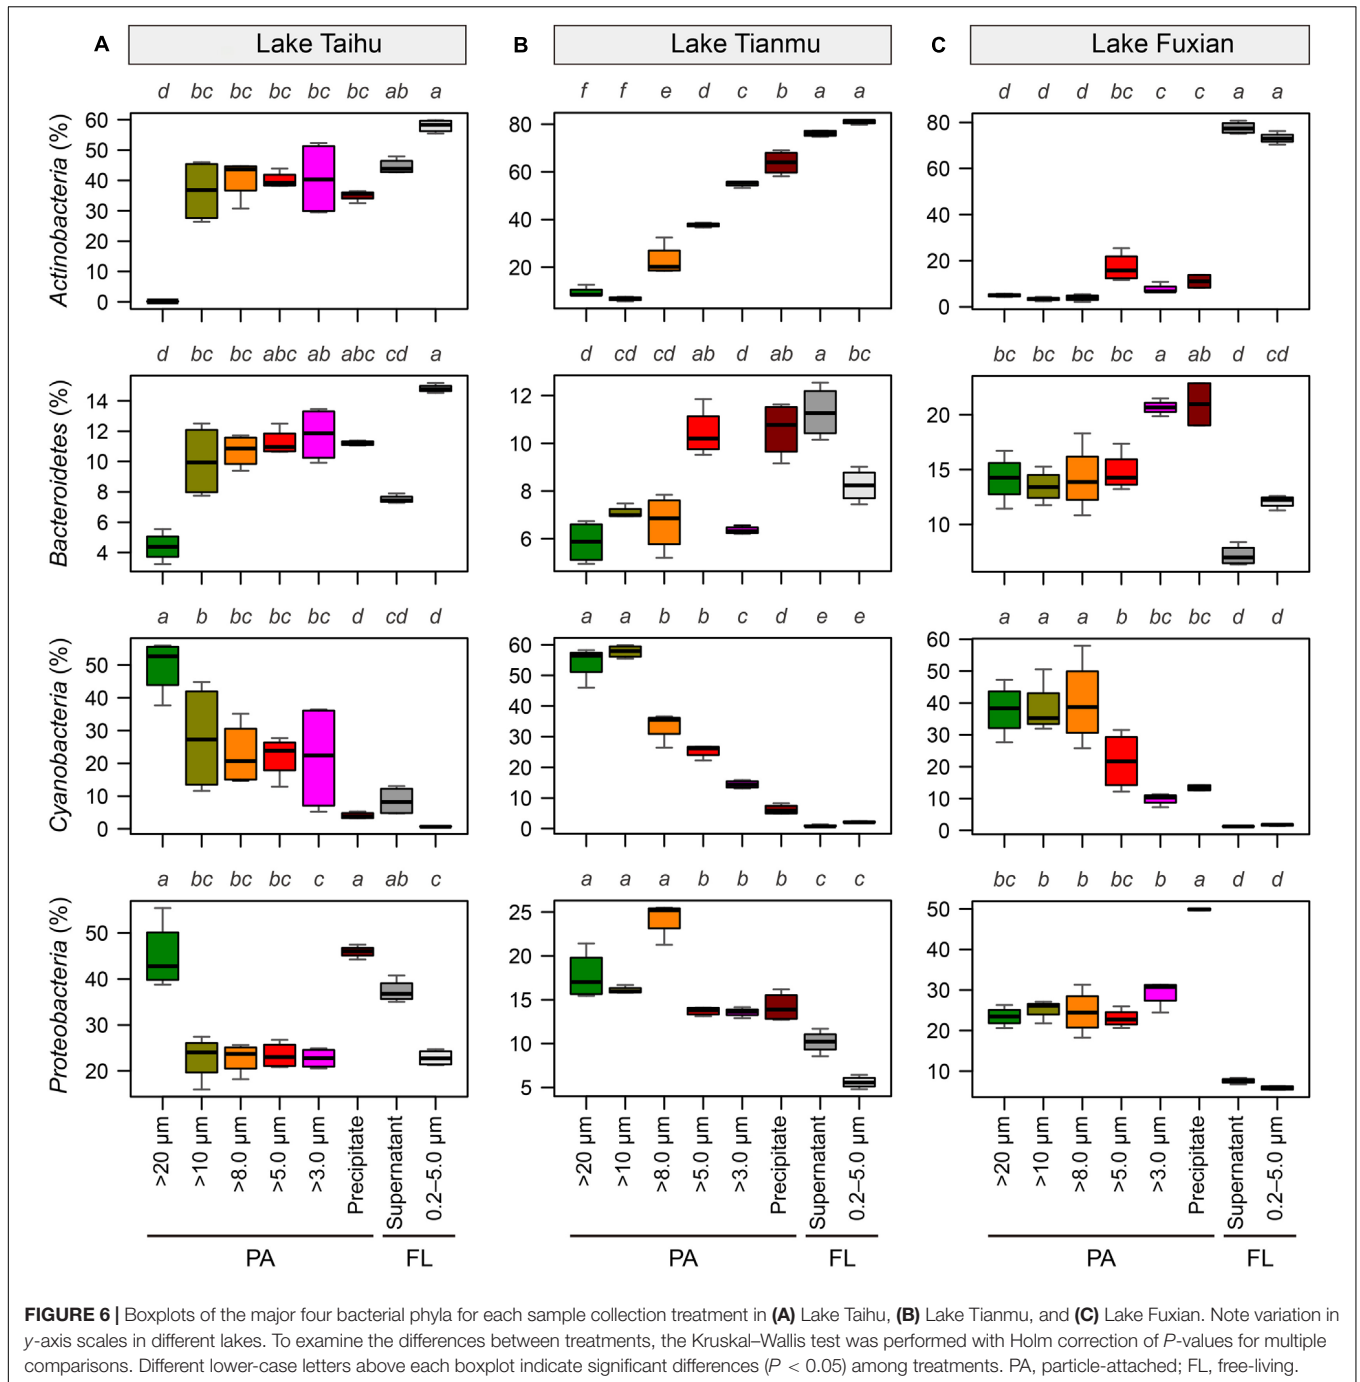 A Lake Taihu B Lake Tianmu C Lake Fuxian
d bc bc bc bc bc ab a
f f e d c b a a
d d d bc c c a a
Actinobacteria (%)
60
50
40
30
20
10
0
80
60
40
20
80
60
40
20
0
d bc bc abc ab abc cd a
d cd cd ab d ab a bc
bc bc bc bc a ab d cd
Bacteroidetes (%)
14
12
10
8
6
4
12
10
8
6
20
15
10
a b bc bc bc d cd d
a a b b c d e e
a a a b bc bc d d
Cyanobacteria (%)
50
40
30
20
10
0
60
50
40
30
20
10
0
60
50
40
30
20
10
0
a bc bc bc c a ab c
a a a b b b c c
bc b b bc b a d d
Proteobacteria (%)
50
40
30
20
25
20
15
10
5
50
40
30
20
10
>20 µm >10 µm >8.0 µm >5.0 µm >3.0 µm Precipitate Supernatant 0.2–5.0 µm
>20 µm >10 µm >8.0 µm >5.0 µm >3.0 µm Precipitate Supernatant 0.2–5.0 µm
>20 µm >10 µm >8.0 µm >5.0 µm >3.0 µm Precipitate Supernatant 0.2–5.0 µm
PA FL PA FL PA FL
FIGURE 6 | Boxplots of the major four bacterial phyla for each sample collection treatment in (A) Lake Taihu, (B) Lake Tianmu, and (C) Lake Fuxian. Note variation in
y-axis scales in different lakes. To examine the differences between treatments, the Kruskal–Wallis test was performed with Holm correction of P-values for multiple
comparisons. Different lower-case letters above each boxplot indicate significant differences (P < 0.05) among treatments. PA, particle-attached; FL, free-living.